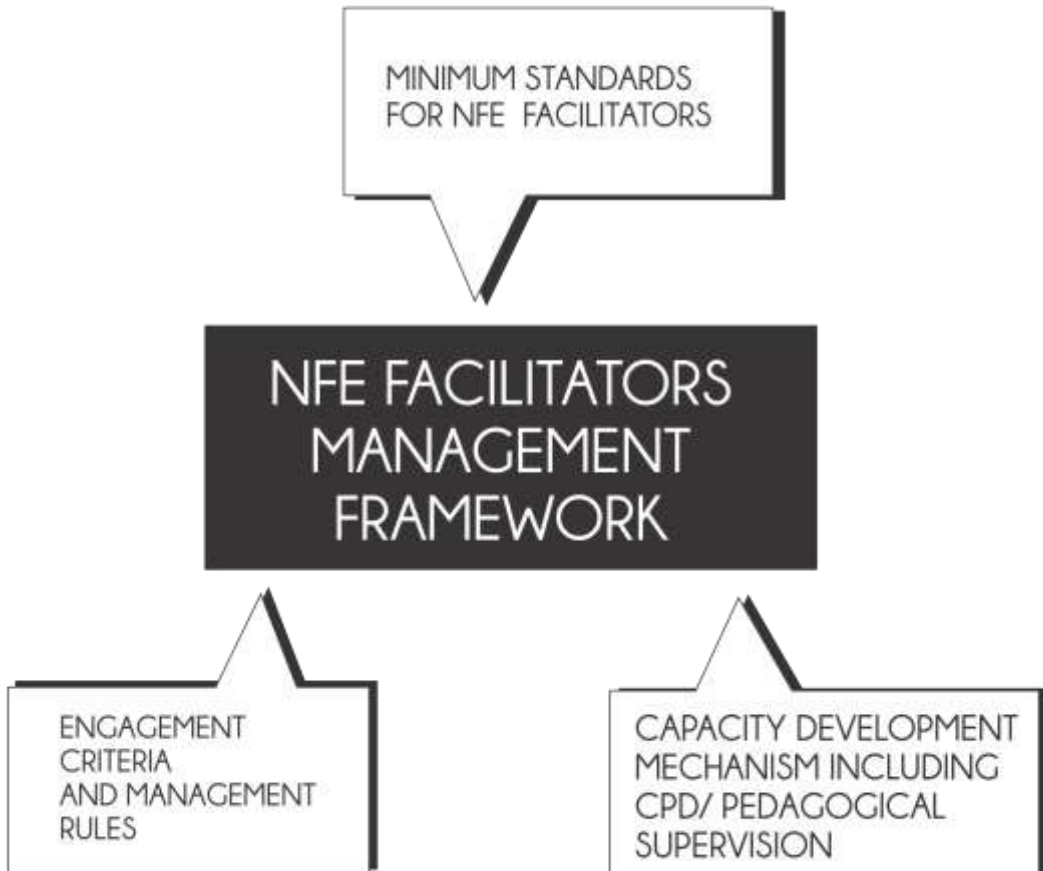 MINIMUM STANDARDS
FOR NFE FACILITATORS
NFE FACILITATORS
MANAGEMENT
FRAMEWORK
ENGAGEMENT
CRITERIA
AND MANAGEMENT
RULES
CAPACITY DEVELOPMENT
MECHANISM INCLUDING
CPD/ PEDAGOGICAL
SUPERVISION